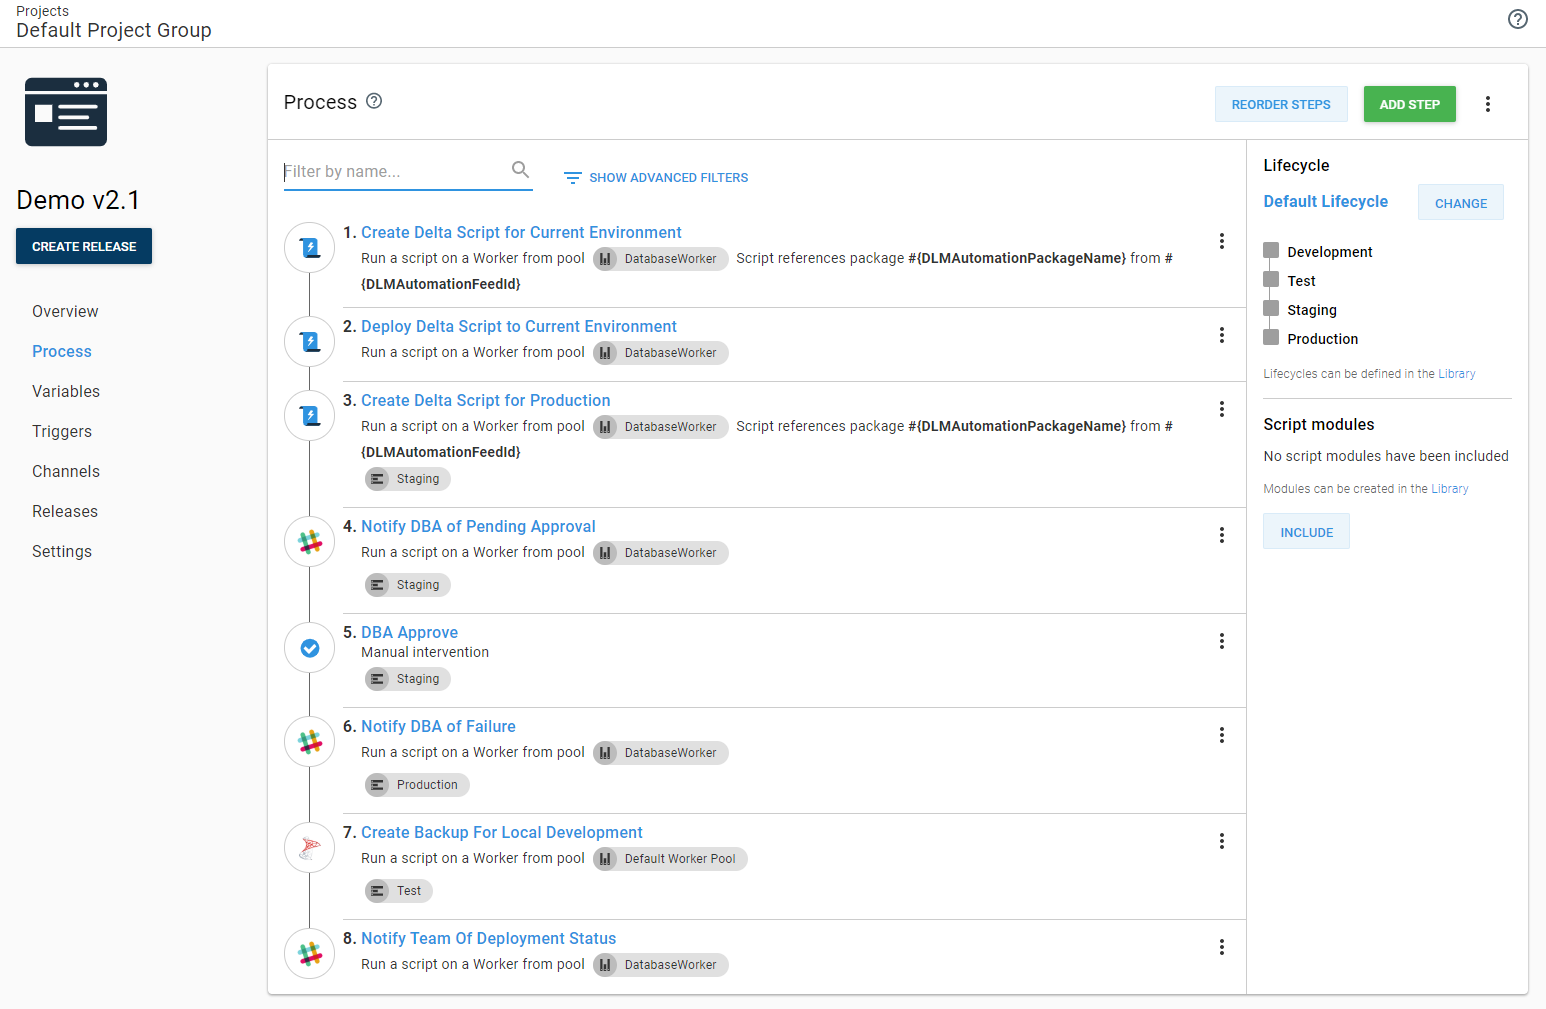 Projects
Default Project Group
Demo v2.1
CREATE RELEASE
Overview
Process
Variables
Triggers
Channels
Releases
Settings
Process
REORDER STEPS
ADD STEP
Filter by name...
SHOW ADVANCED FILTERS
1. Create Delta Script for Current Environment
Run a script on a Worker from pool DatabaseWorker Script references package #{DLMAutomationPackageName} from #
{DLMAutomationFeedId}
2. Deploy Delta Script to Current Environment
Run a script on a Worker from pool DatabaseWorker
3. Create Delta Script for Production
Run a script on a Worker from pool DatabaseWorker Script references package #{DLMAutomationPackageName} from #
{DLMAutomationFeedId}
Staging
4. Notify DBA of Pending Approval
Run a script on a Worker from pool DatabaseWorker
Staging
5. DBA Approve
Manual intervention
Staging
6. Notify DBA of Failure
Run a script on a Worker from pool DatabaseWorker
Production
7. Create Backup For Local Development
Run a script on a Worker from pool Default Worker Pool
Test
8. Notify Team Of Deployment Status
Run a script on a Worker from pool DatabaseWorker
Lifecycle
Default Lifecycle
CHANGE
Development
Test
Staging
Production
Lifecycles can be defined in the Library
Script modules
No script modules have been included
Modules can be created in the Library
INCLUDE